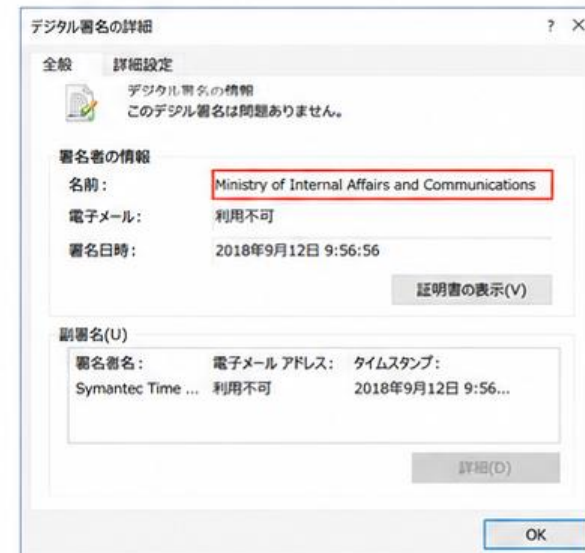 デジタル署名の詳細
? ×
全般 詳細設定
デジタル署名の情報
このデジタル署名は問題ありません。
署名者の情報
名前: Ministry of Internal Affairs and Communications
電子メール: 利用不可
署名日時: 2018年9月12日 9:56:56
証明書の表示(V)
副署名(U)
署名者名: 電子メール アドレス: タイムスタンプ:
Symantec Time ... 利用不可 2018年9月12日 9:56...
詳細(D)
OK